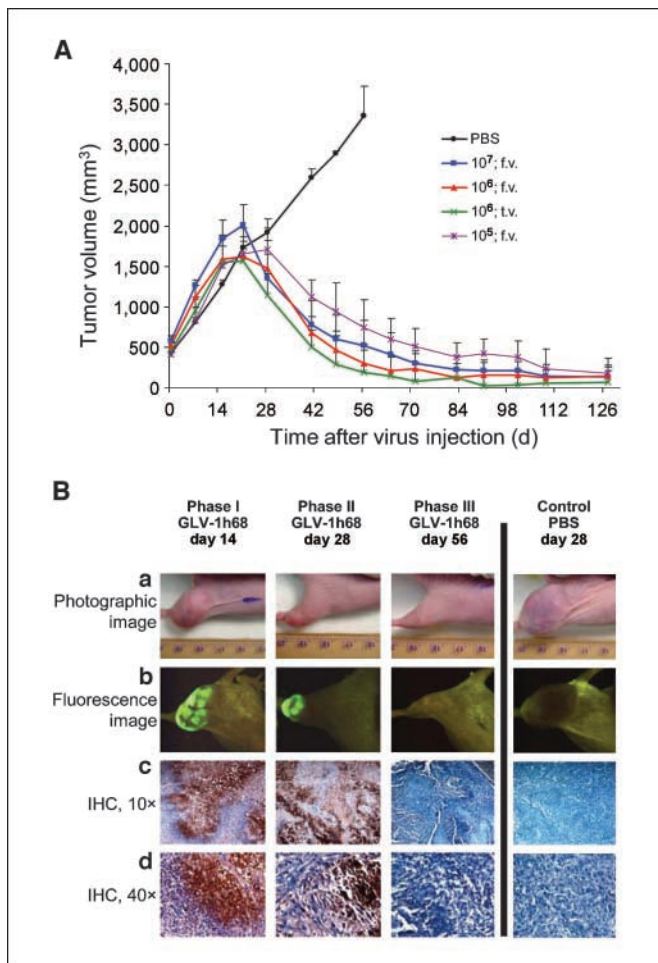 A
4,000
3,500
3,000
2,500
2,000
1,500
1,000
500
0
Tumor volume (mm³)
PBS
10⁷; f.v.
10⁶; f.v.
10⁶; t.v.
10⁵; f.v.
0 14 28 42 56 70 84 98 112 126
Time after virus injection (d)
B
Phase I
GLV-1h68
day 14
Phase II
GLV-1h68
day 28
Phase III
GLV-1h68
day 56
Control
PBS
day 28
a
Photographic
image
b
Fluorescence
image
c
IHC, 10×
d
IHC, 40×